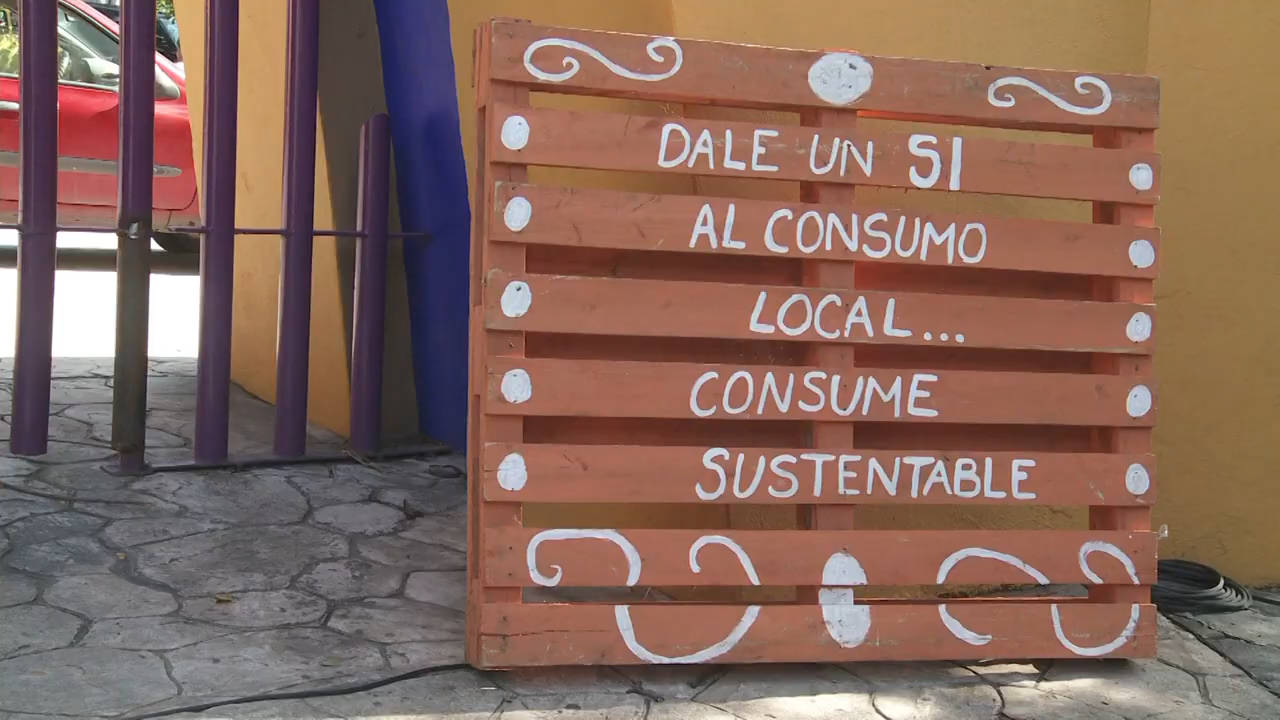 DALE UN SI
AL CONSUMO
LOCAL...
CONSUME
SUSTENTABLE